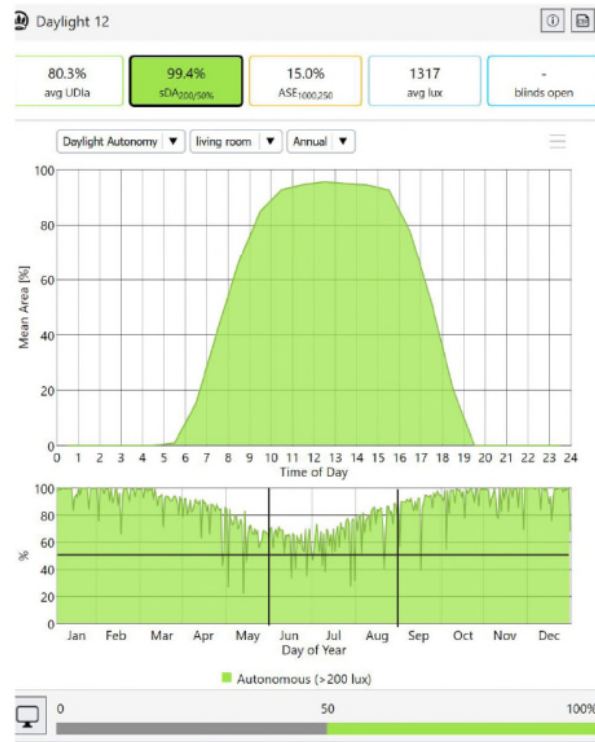 Daylight 12
80.3% 99.4% 15.0% 1317 -
avg UDIa sDA200/50% ASE1000,250 avg lux blinds open
Daylight Autonomy ▼ living room ▼ Annual ▼
100
80
60
40
20
0
Mean Area [%]
0 1 2 3 4 5 6 7 8 9 10 11 12 13 14 15 16 17 18 19 20 21 22 23 24
Time of Day
100
80
60
40
20
0
%
Jan Feb Mar Apr May Jun Jul Aug Sep Oct Nov Dec
Day of Year
Autonomous (>200 lux)
0 50 100%